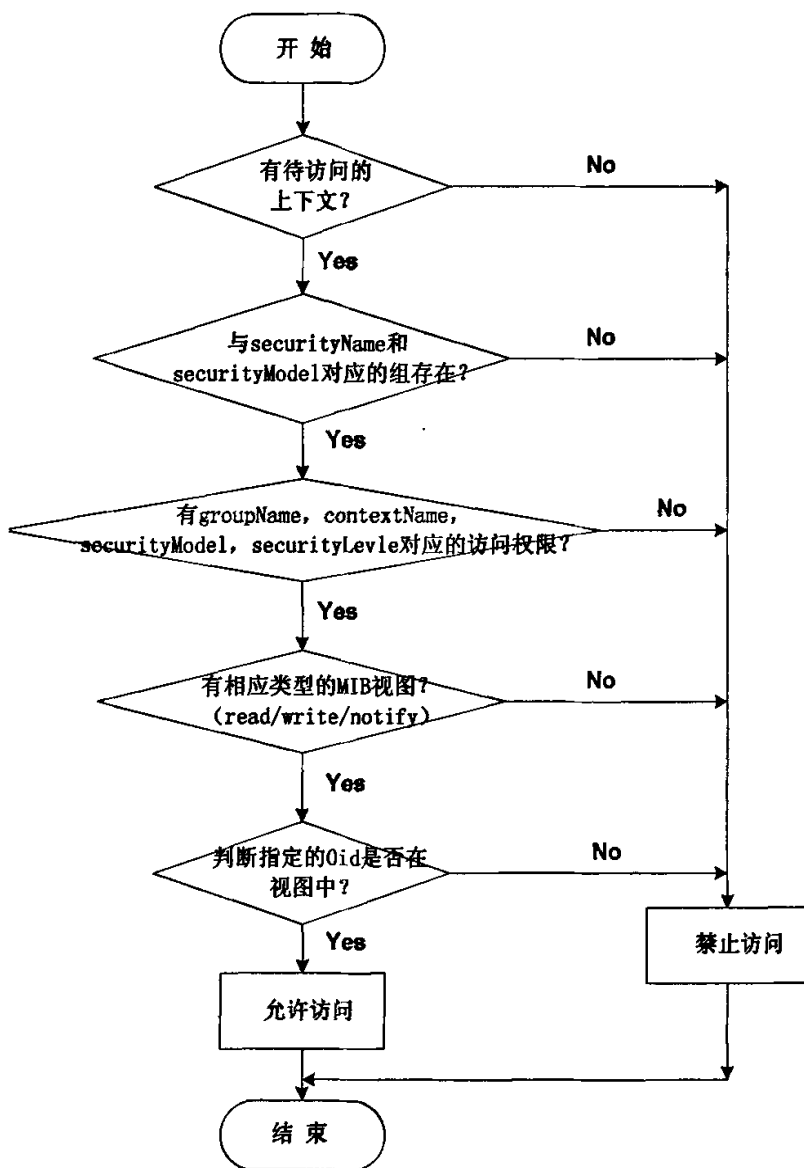 开 始
有待访问的
上下文?
No
Yes
与securityName和
securityModel对应的组存在?
No
Yes
有groupName, contextName,
securityModel, securityLevle对应的访问权限?
No
Yes
有相应类型的MIB视图?
(read/write/notify)
No
Yes
判断指定的Oid是否在
视图中?
No
Yes
禁止访问
允许访问
结 束